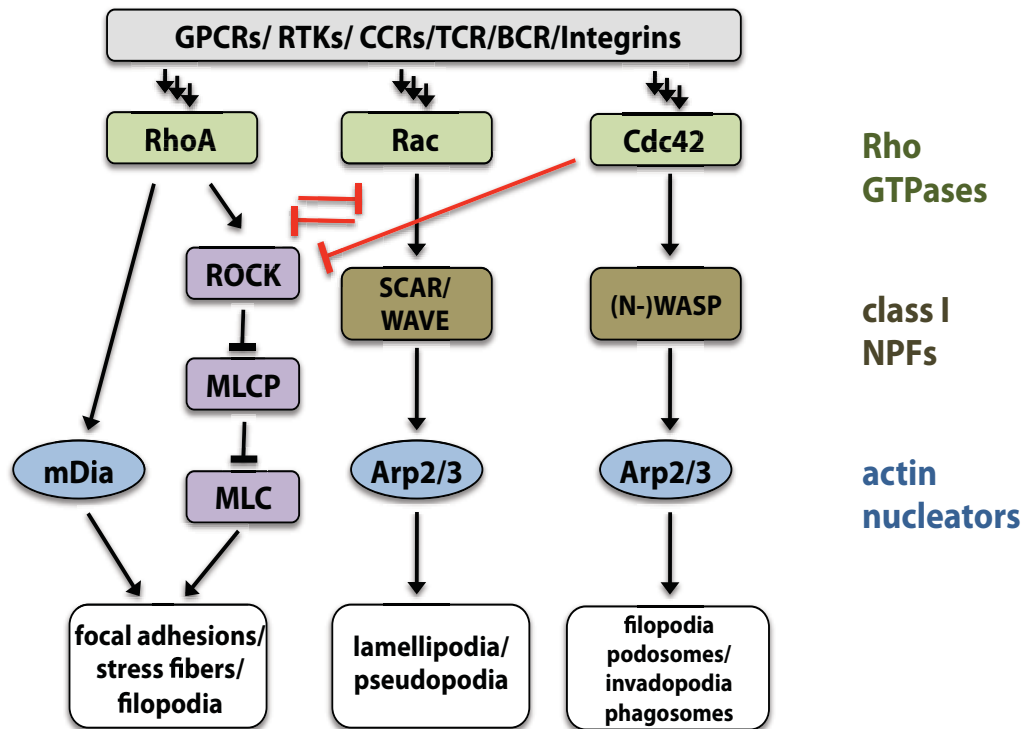 GPCRs/ RTKs/ CCRs/TCR/BCR/Integrins
RhoA
Rac
Cdc42
Rho
GTPases
ROCK
SCAR/
WAVE
(N-)WASP
class I
NPFs
MLCP
mDia
MLC
Arp2/3
Arp2/3
actin
nucleators
focal adhesions/
stress fibers/
filopodia
lamellipodia/
pseudopodia
filopodia
podosomes/
invadopodia
phagosomes